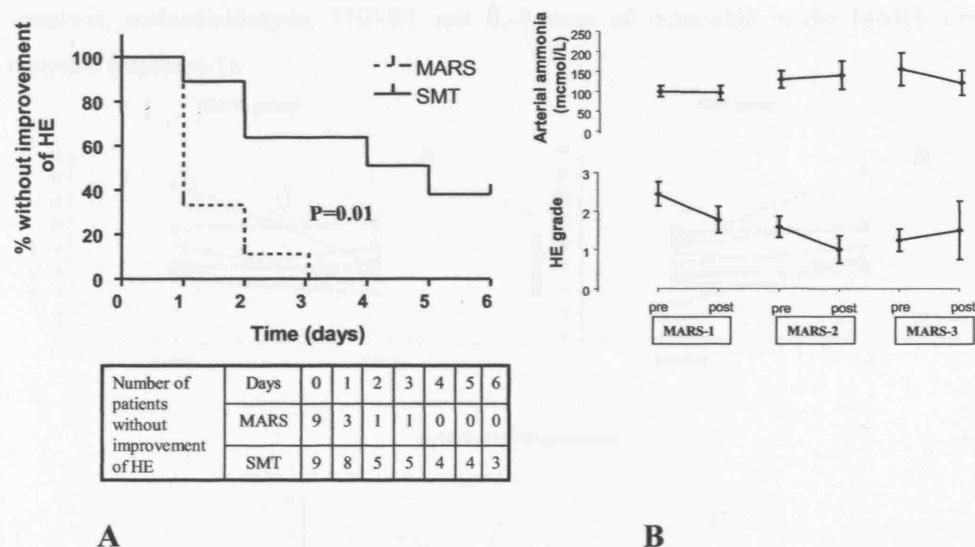 100
80
60
40
20
0
% without improvement
of HE
MARS
SMT
P=0.01
0 1 2 3 4 5 6
Time (days)
Number of patients without improvement of HE
Days 0 1 2 3 4 5 6
MARS 9 3 1 1 0 0 0
SMT 9 8 5 5 4 4 3
A
Arterial ammonia
(mcmol/L)
250
200
150
100
50
0
HE grade
3
2
1
0
pre post pre post pre post
MARS-1 MARS-2 MARS-3
B